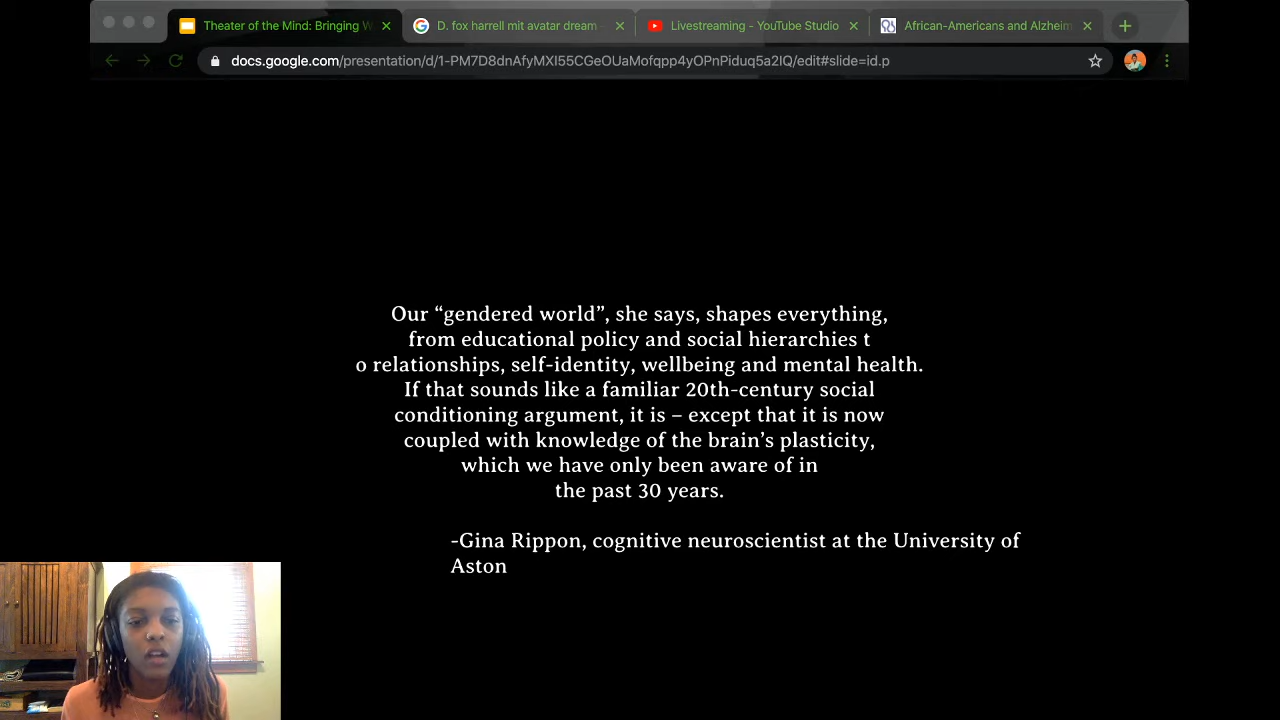 Theater of the Mind: Bringing W
D. fox harrell mit avatar dream -
Livestreaming - YouTube Studio
African-Americans and Alzheim
docs.google.com/presentation/d/1-PM7D8dnAfyMXI55CGeOUaMofqpp4yOPnPiduq5a2IQ/edit#slide=id.p
Our “gendered world”, she says, shapes everything,
from educational policy and social hierarchies t
o relationships, self-identity, wellbeing and mental health.
If that sounds like a familiar 20th-century social
conditioning argument, it is – except that it is now
coupled with knowledge of the brain’s plasticity,
which we have only been aware of in
the past 30 years.
-Gina Rippon, cognitive neuroscientist at the University of
Aston